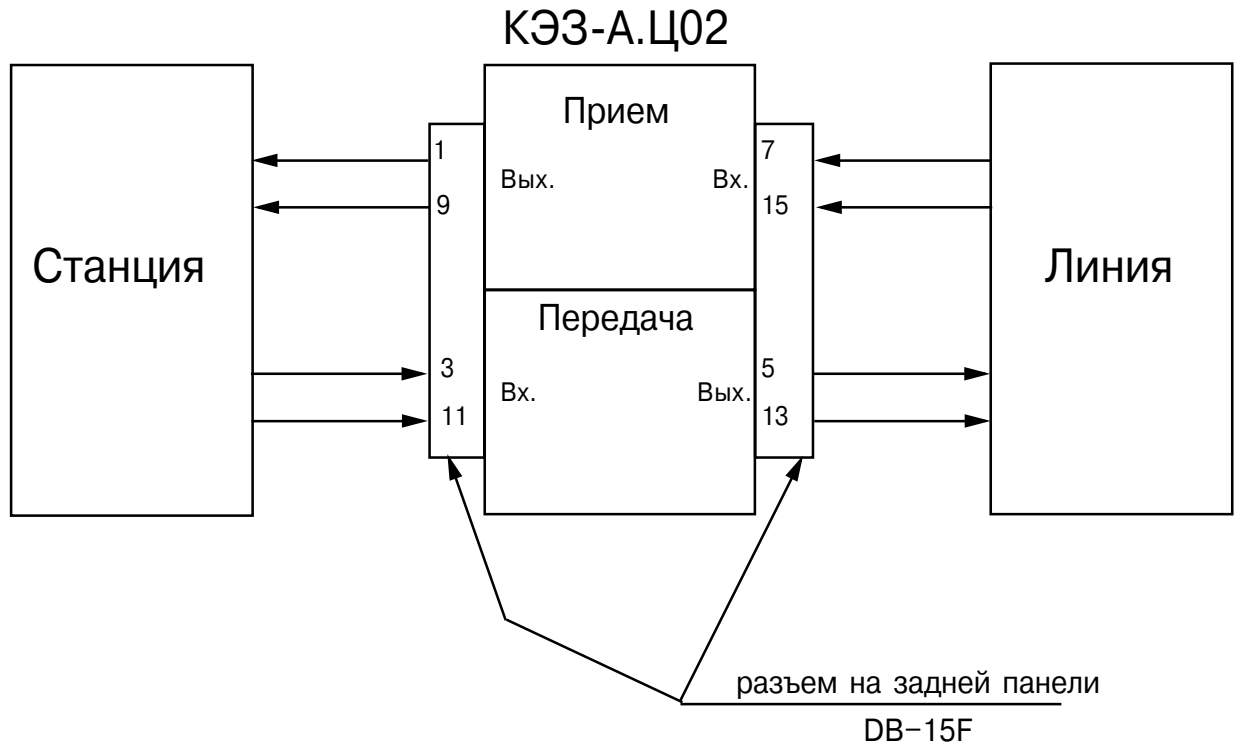 КЭЗ-А.Ц02
Прием
1
7
Вых.
Вх.
9
15
Станция
Линия
Передача
3
5
Вх.
Вых.
11
13
разъем на задней панели
DB-15F